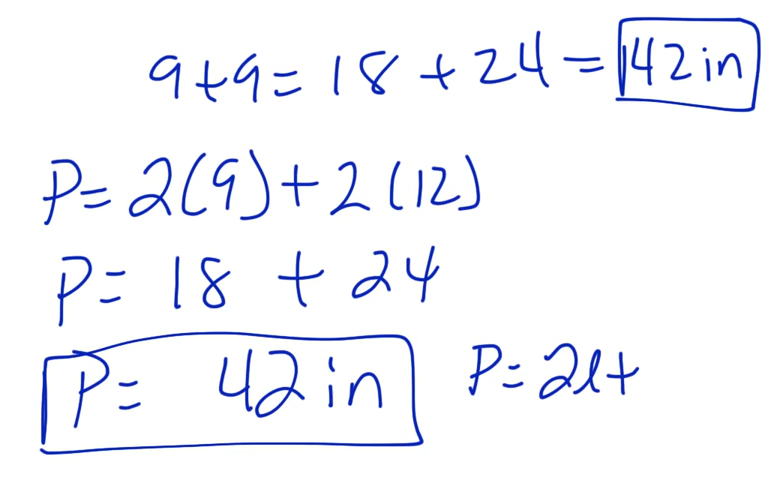 9+9=18+24=42in
P=2(9)+2(12)
P=18+24
P= 42in
P=2l+